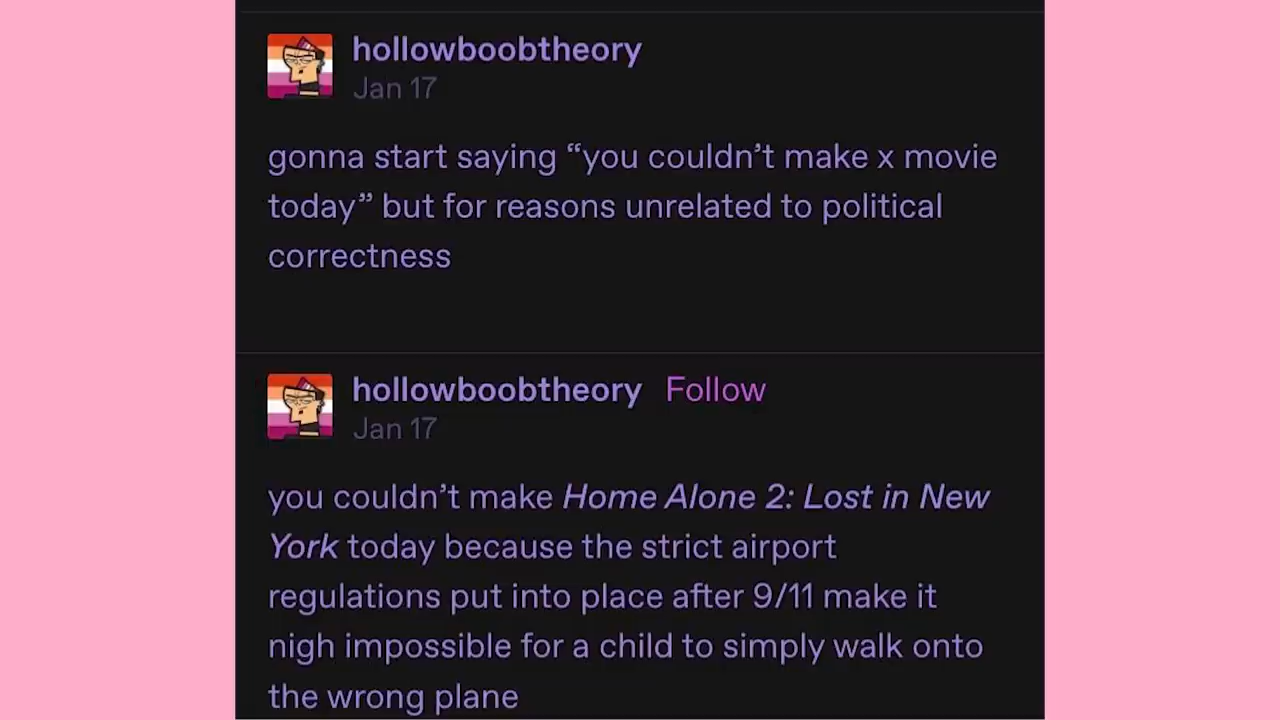 hollowboobtheory
Jan 17
gonna start saying “you couldn’t make x movie
today” but for reasons unrelated to political
correctness
hollowboobtheory Follow
Jan 17
you couldn’t make Home Alone 2: Lost in New
York today because the strict airport
regulations put into place after 9/11 make it
nigh impossible for a child to simply walk onto
the wrong plane